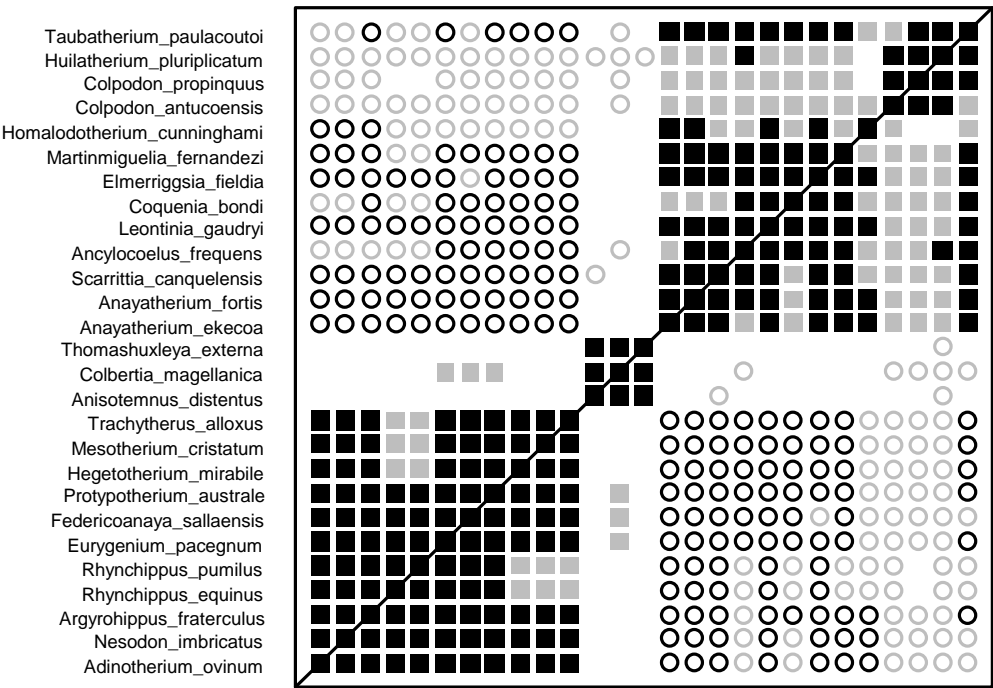 Taubatherium_paulacoutoi
Huilatherium_pluriplicatum
Colpodon_propinquus
Colpodon_antucoensis
Homalodotherium_cunninghami
Martinmiguelia_fernandezi
Elmerriggsia_fieldia
Coquenia_bondi
Leontinia_gaudryi
Ancylocoelus_frequens
Scarrittia_canquelensis
Anayatherium_fortis
Anayatherium_ekecoa
Thomashuxleya_externa
Colbertia_magellanica
Anisotemnus_distentus
Trachytherus_alloxus
Mesotherium_cristatum
Hegetotherium_mirabile
Protypotherium_australe
Federicoanaya_sallaensis
Eurygenium_pacegnum
Rhynchippus_pumilus
Rhynchippus_equinus
Argyrohippus_fraterculus
Nesodon_imbricatus
Adinotherium_ovinum